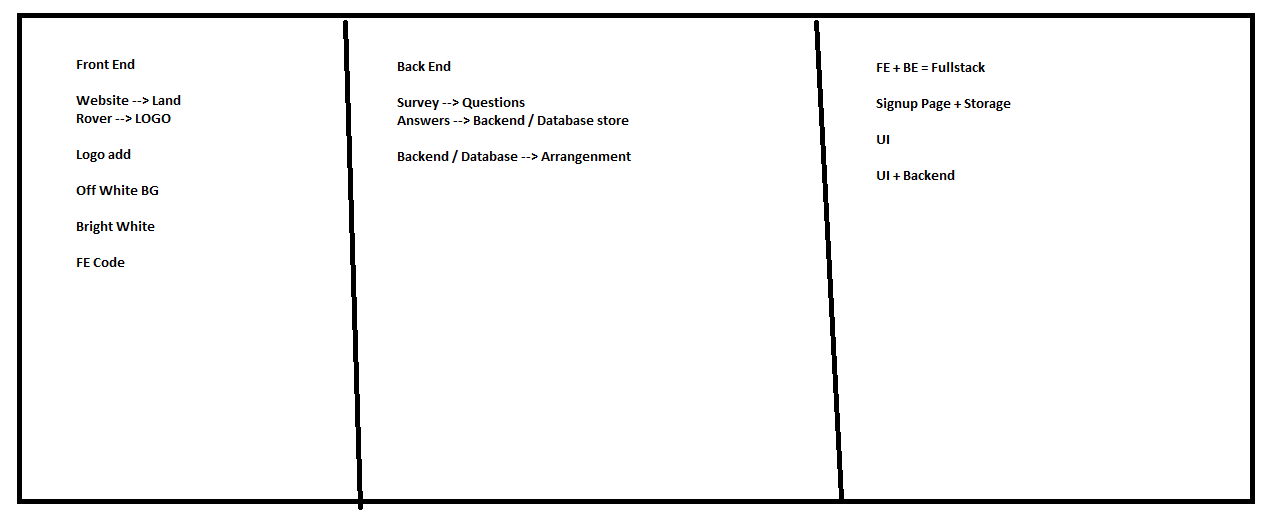 Front End
Website --> Land
Rover --> LOGO
Logo add
Off White BG
Bright White
FE Code
Back End
Survey --> Questions
Answers --> Backend / Database store
Backend / Database --> Arrangenment
FE + BE = Fullstack
Signup Page + Storage
UI
UI + Backend